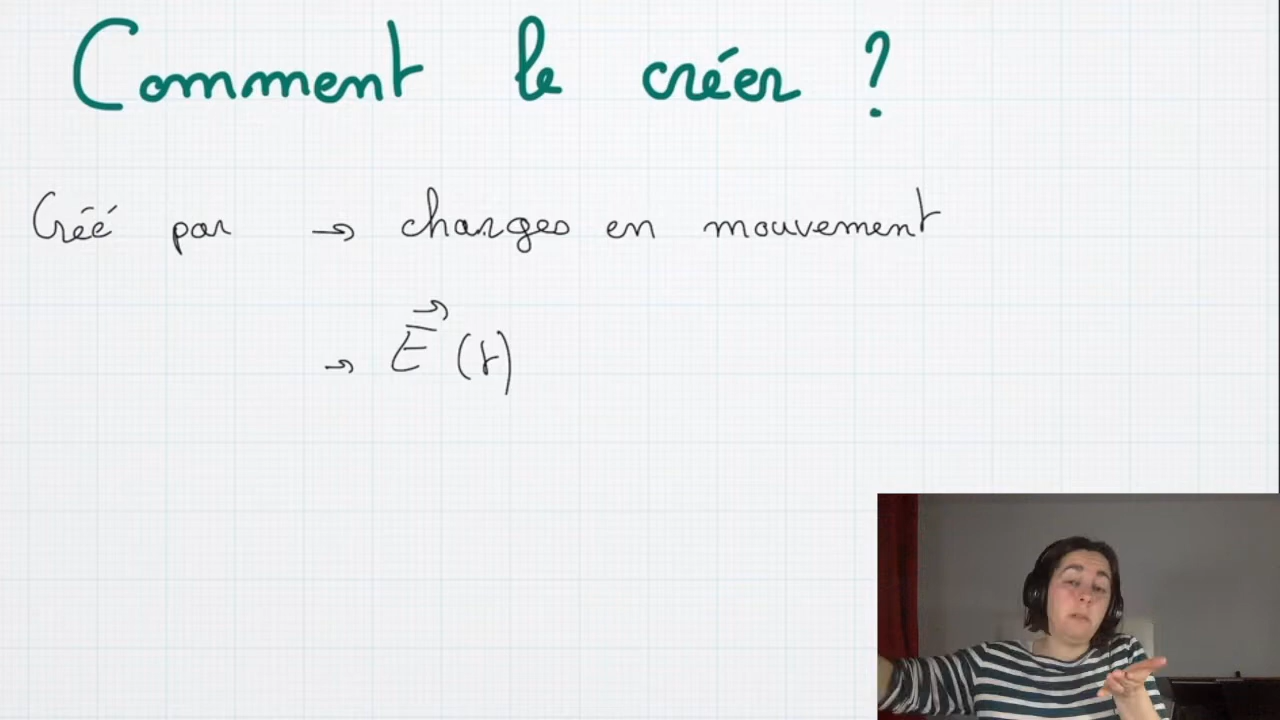 Comment le créer ?
Créé par → charges en mouvement
→ E⃗ (t)